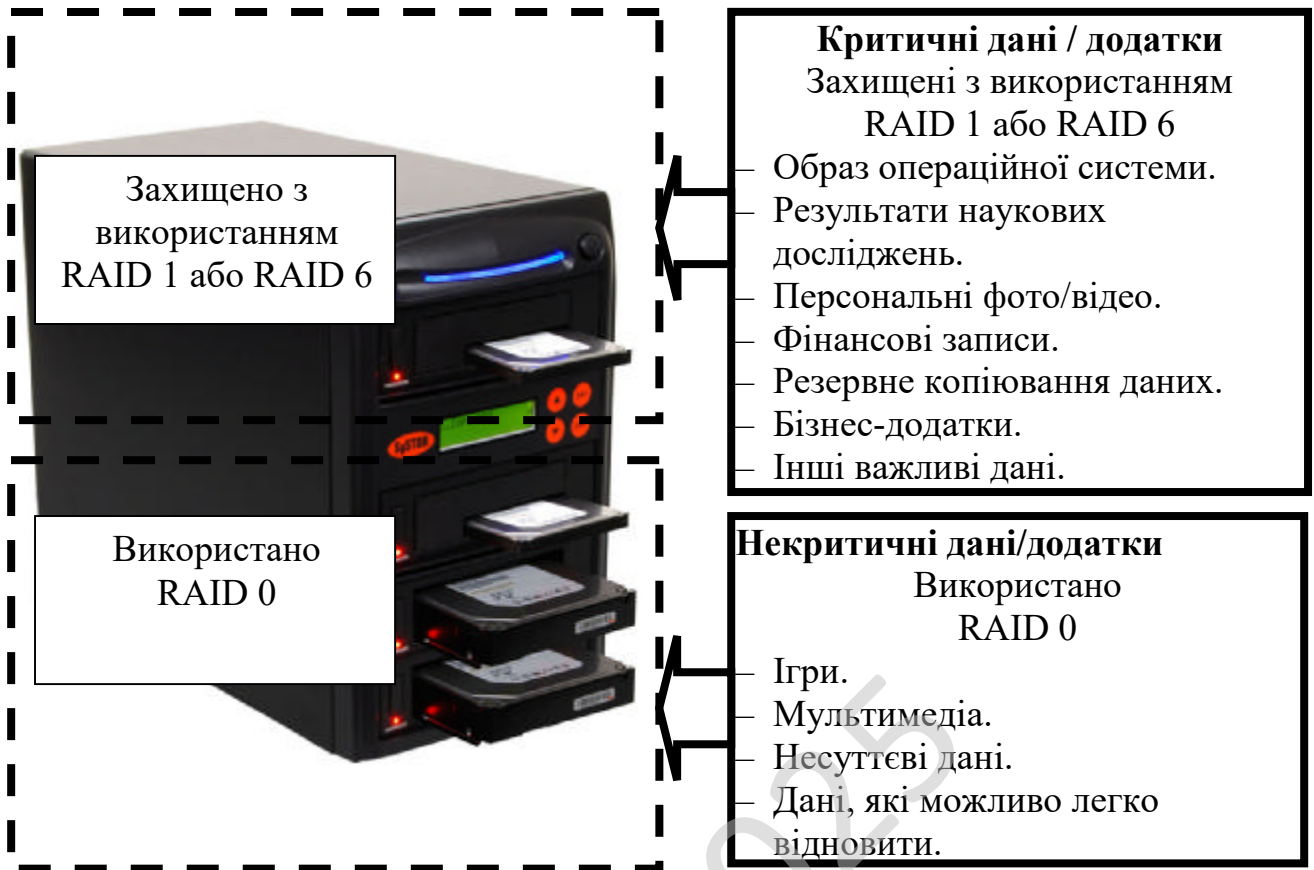 Захищено з
використанням
RAID 1 або RAID 6
Використано
RAID 0
Критичні дані / додатки
Захищені з використанням
RAID 1 або RAID 6
– Образ операційної системи.
– Результати наукових
досліджень.
– Персональні фото/відео.
– Фінансові записи.
– Резервне копіювання даних.
– Бізнес-додатки.
– Інші важливі дані.
Некритичні дані/додатки
Використано
RAID 0
– Ігри.
– Мультимедіа.
– Несуттєві дані.
– Дані, які можливо легко
відновити.